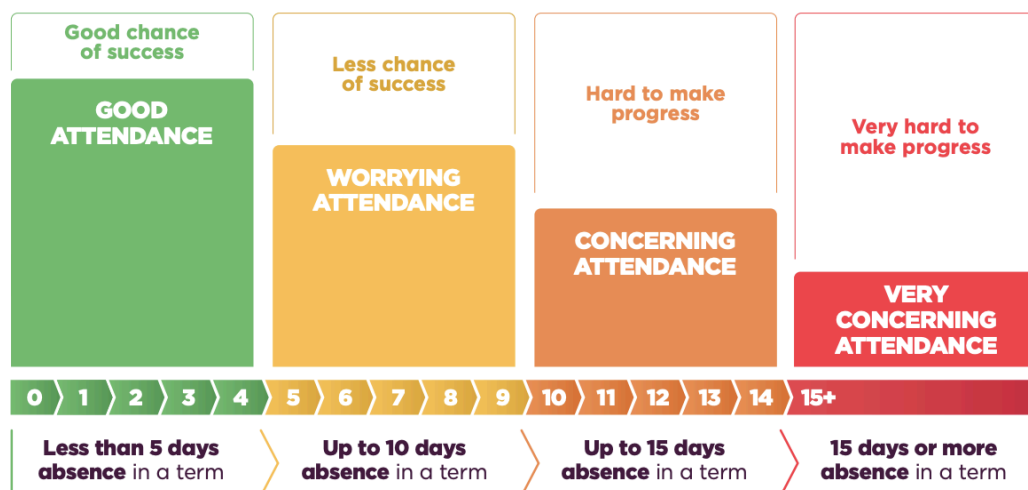 Good chance
of success
GOOD
ATTENDANCE
Less chance
of success
WORRYING
ATTENDANCE
Hard to make
progress
CONCERNING
ATTENDANCE
Very hard to
make progress
VERY
CONCERNING
ATTENDANCE
0 1 2 3 4 5 6 7 8 9 10 11 12 13 14 15+
Less than 5 days
absence in a term
Up to 10 days
absence in a term
Up to 15 days
absence in a term
15 days or more
absence in a term